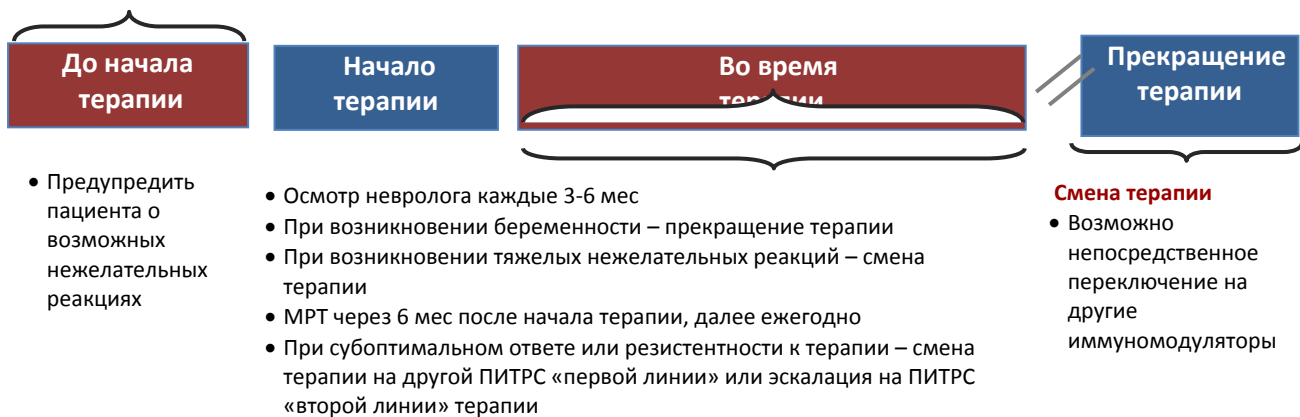 До начала
терапии
Начало
терапии
Во время
терапии
Прекращение
терапии
• Предупредить
пациента о
возможных
нежелательных
реакциях
• Осмотр невролога каждые 3-6 мес
• При возникновении беременности – прекращение терапии
• При возникновении тяжелых нежелательных реакций – смена
терапии
• МРТ через 6 мес после начала терапии, далее ежегодно
• При субоптимальном ответе или резистентности к терапии – смена
терапии на другой ПИТРС «первой линии» или эскалация на ПИТРС
«второй линии» терапии
Смена терапии
• Возможно
непосредственное
переключение на
другие
иммуномодуляторы